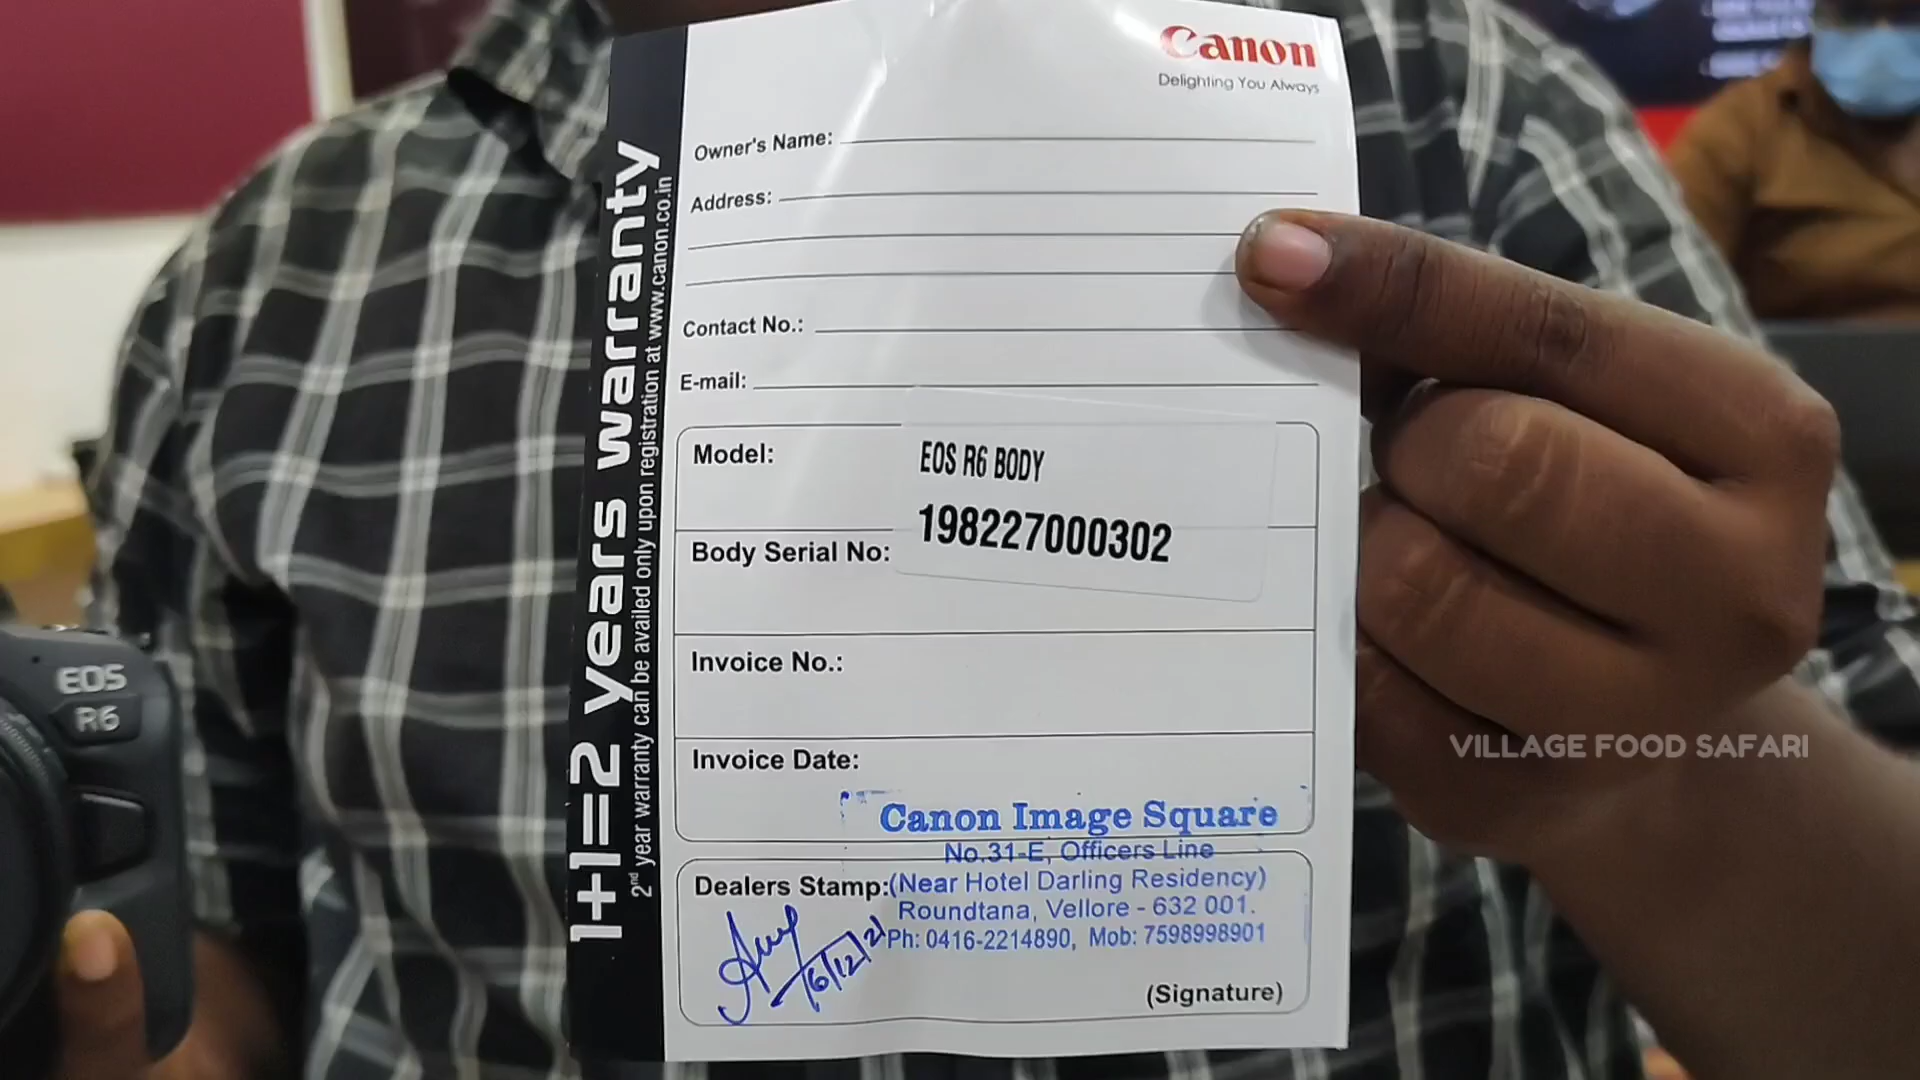 Canon
Delighting You Always
Owner's Name:
Address:
Contact No.:
E-mail:
Model:
EOS R6 BODY
Body Serial No:
198227000302
Invoice No.:
Invoice Date:
Canon Image Square
No.31-E, Officers Line
Dealers Stamp:
(Near Hotel Darling Residency)
Roundtana, Vellore - 632 001.
Ph: 0416-2214890, Mob: 7598998901
16/12/21
(Signature)
1+1=2 years warranty
2nd year warranty can be availed only upon registration at www.canon.co.in
EOS
R6
VILLAGE FOOD SAFARI